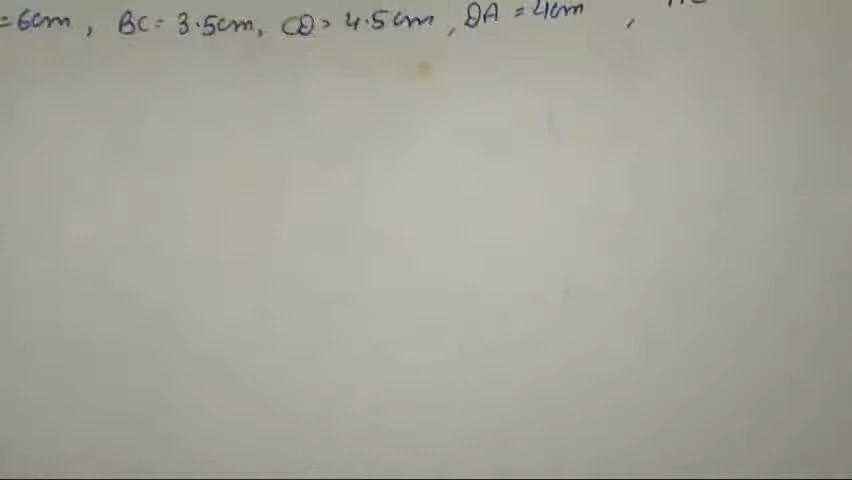 = 6cm, BC = 3.5cm, CD = 4.5cm, DA = 4cm,